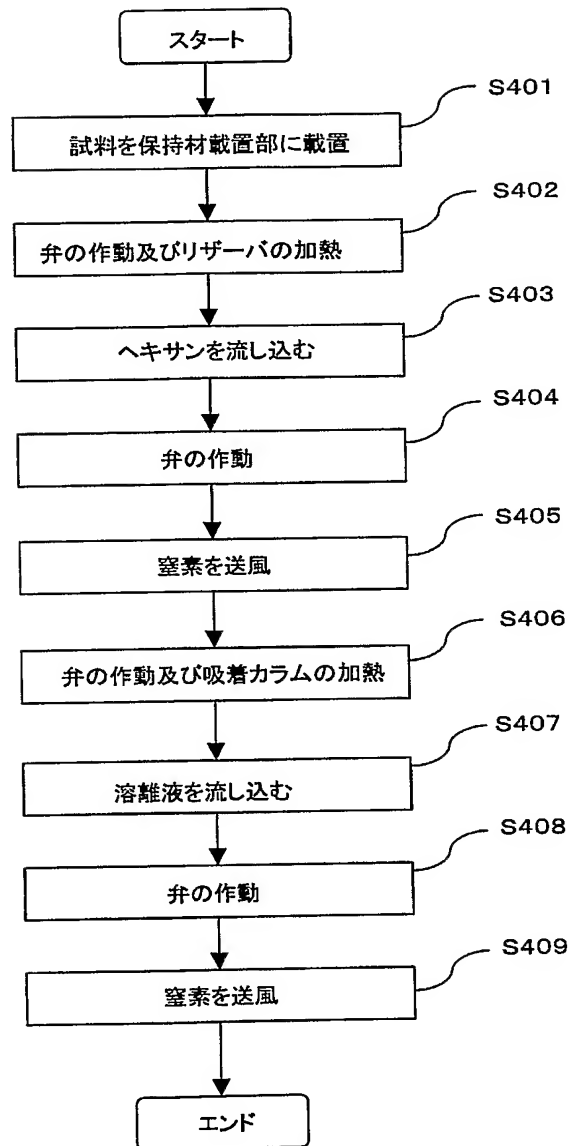 スタート
S401
試料を保持材載置部に載置
S402
弁の作動及びリザーバの加熱
S403
ヘキサンを流し込む
S404
弁の作動
S405
窒素を送風
S406
弁の作動及び吸着カラムの加熱
S407
溶離液を流し込む
S408
弁の作動
S409
窒素を送風
エンド